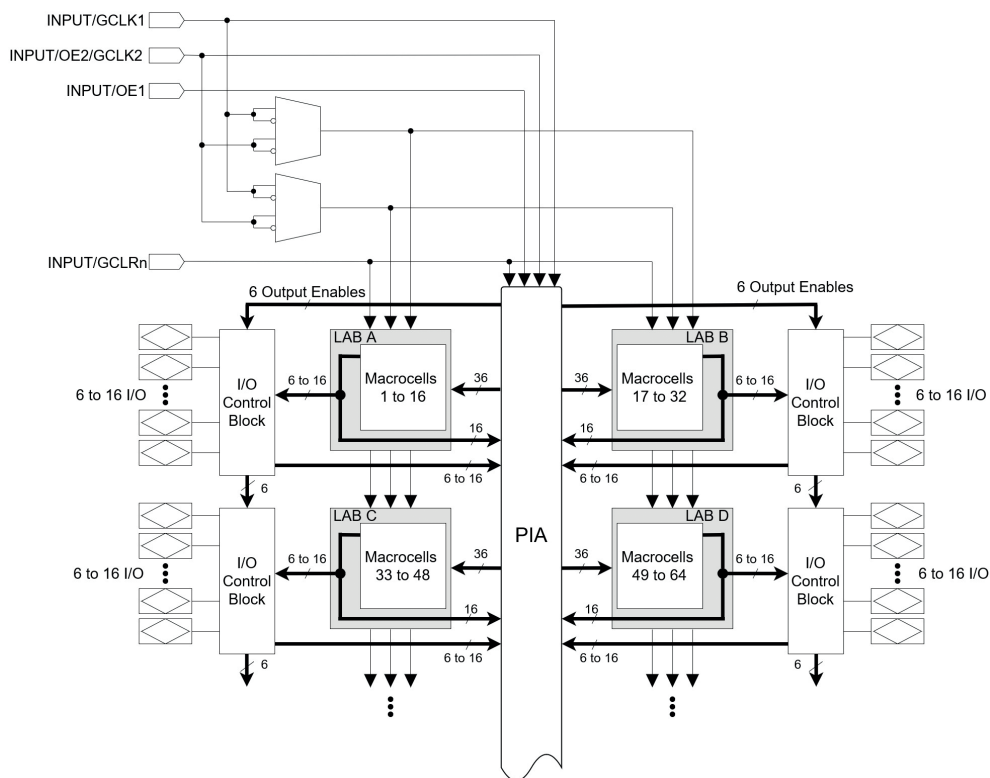 INPUT/GCLK1
INPUT/OE2/GCLK2
INPUT/OE1
INPUT/GCLRn
6 Output Enables
6 Output Enables
LAB A
LAB B
6 to 16 I/O
I/O
Control
Block
6 to 16
Macrocells
1 to 16
36
36
Macrocells
17 to 32
6 to 16
I/O
Control
Block
6 to 16 I/O
16
16
6 to 16
6 to 16
6
6
LAB C
LAB D
PIA
6 to 16 I/O
I/O
Control
Block
6 to 16
Macrocells
33 to 48
36
36
Macrocells
49 to 64
6 to 16
I/O
Control
Block
6 to 16 I/O
16
16
6 to 16
6 to 16
6
6